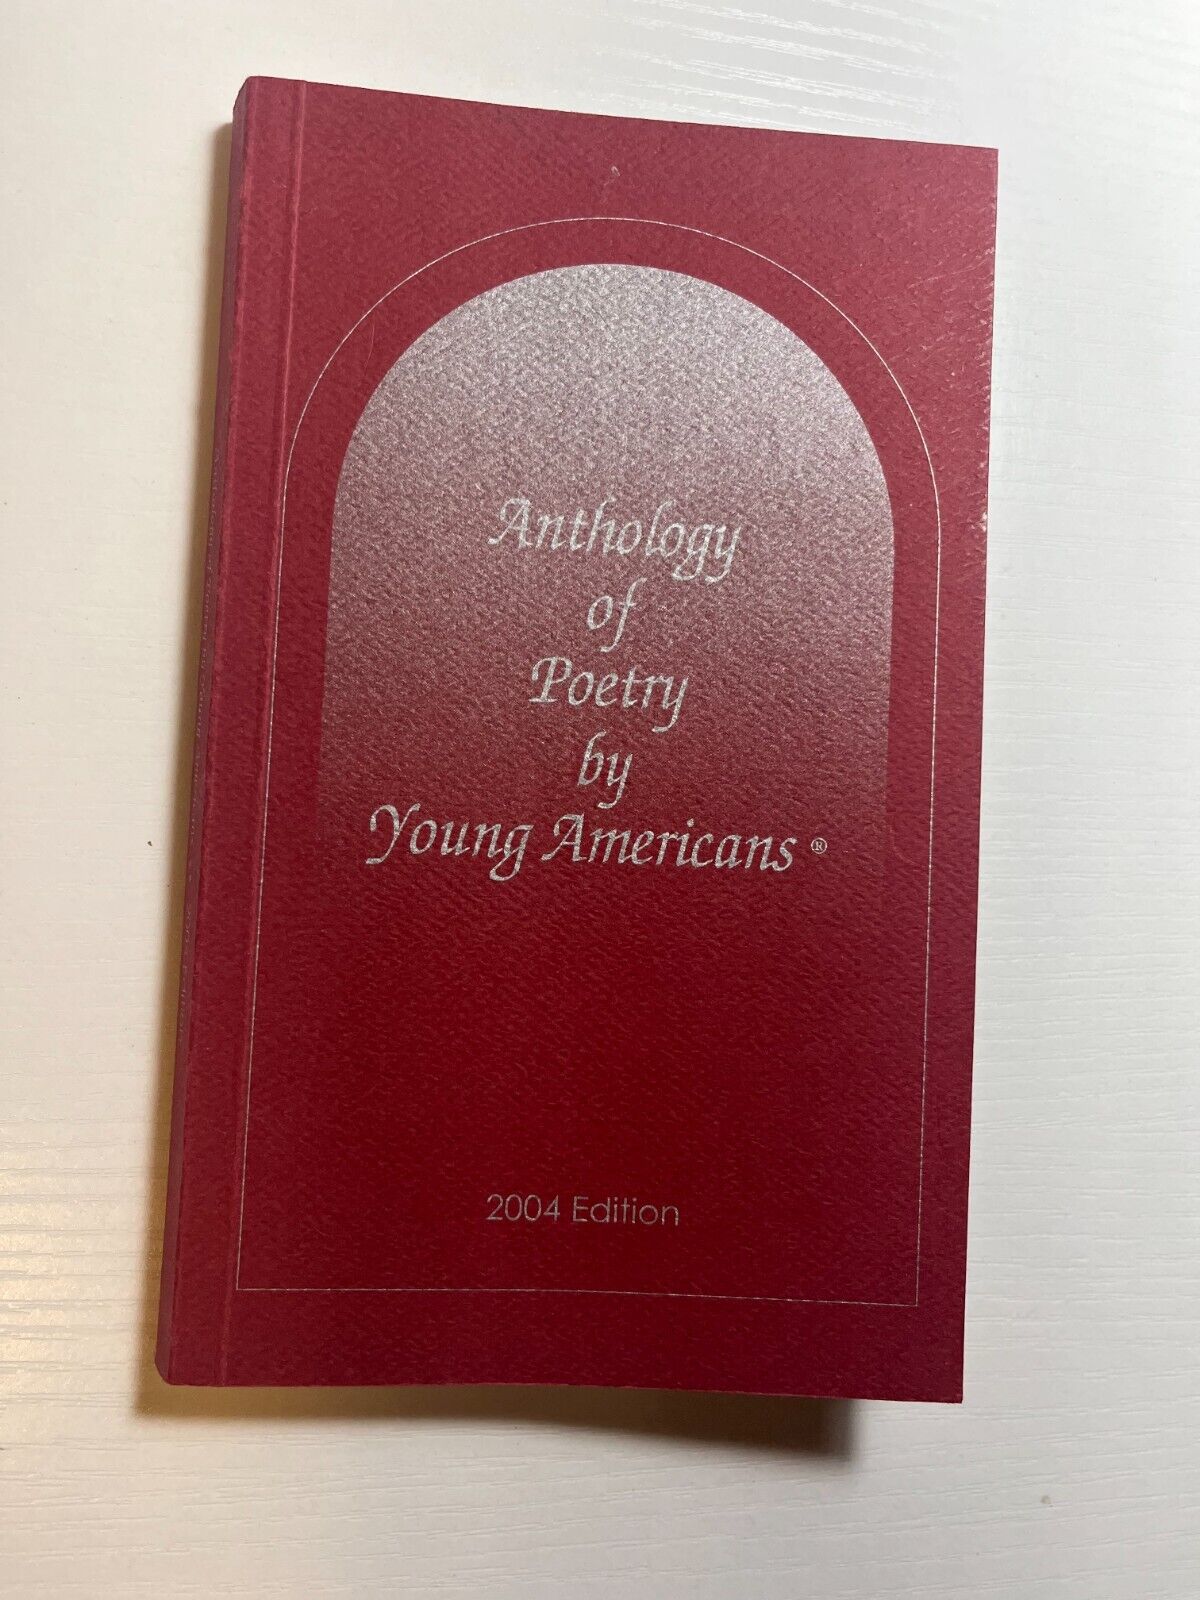 Anthology
of
Poetry
by
Young Americans®
2004 Edition